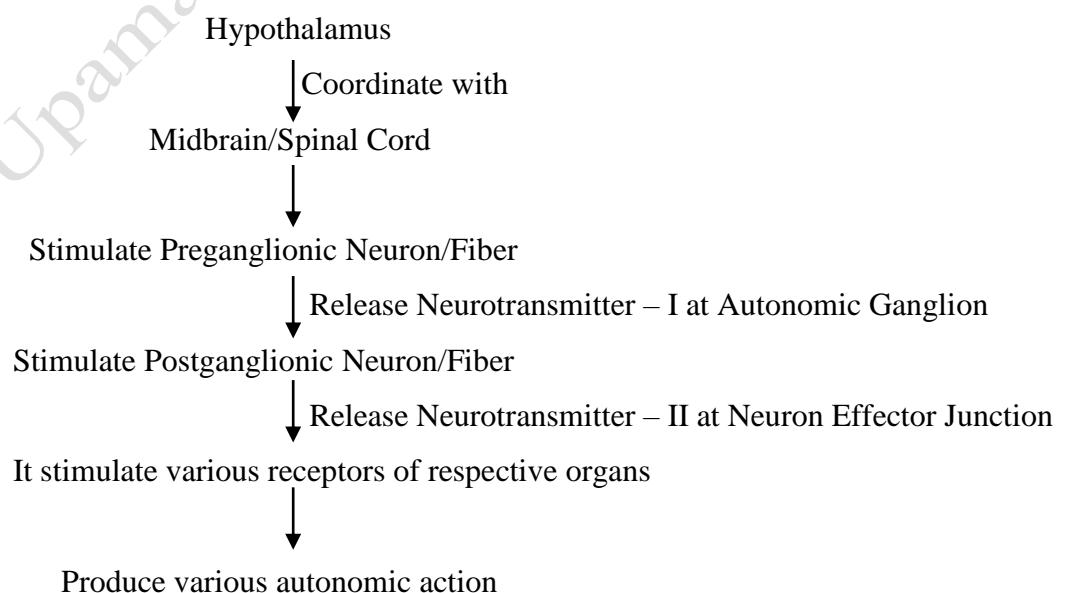 Hypothalamus
Coordinate with
Midbrain/Spinal Cord
Stimulate Preganglionic Neuron/Fiber
Release Neurotransmitter – I at Autonomic Ganglion
Stimulate Postganglionic Neuron/Fiber
Release Neurotransmitter – II at Neuron Effector Junction
It stimulate various receptors of respective organs
Produce various autonomic action